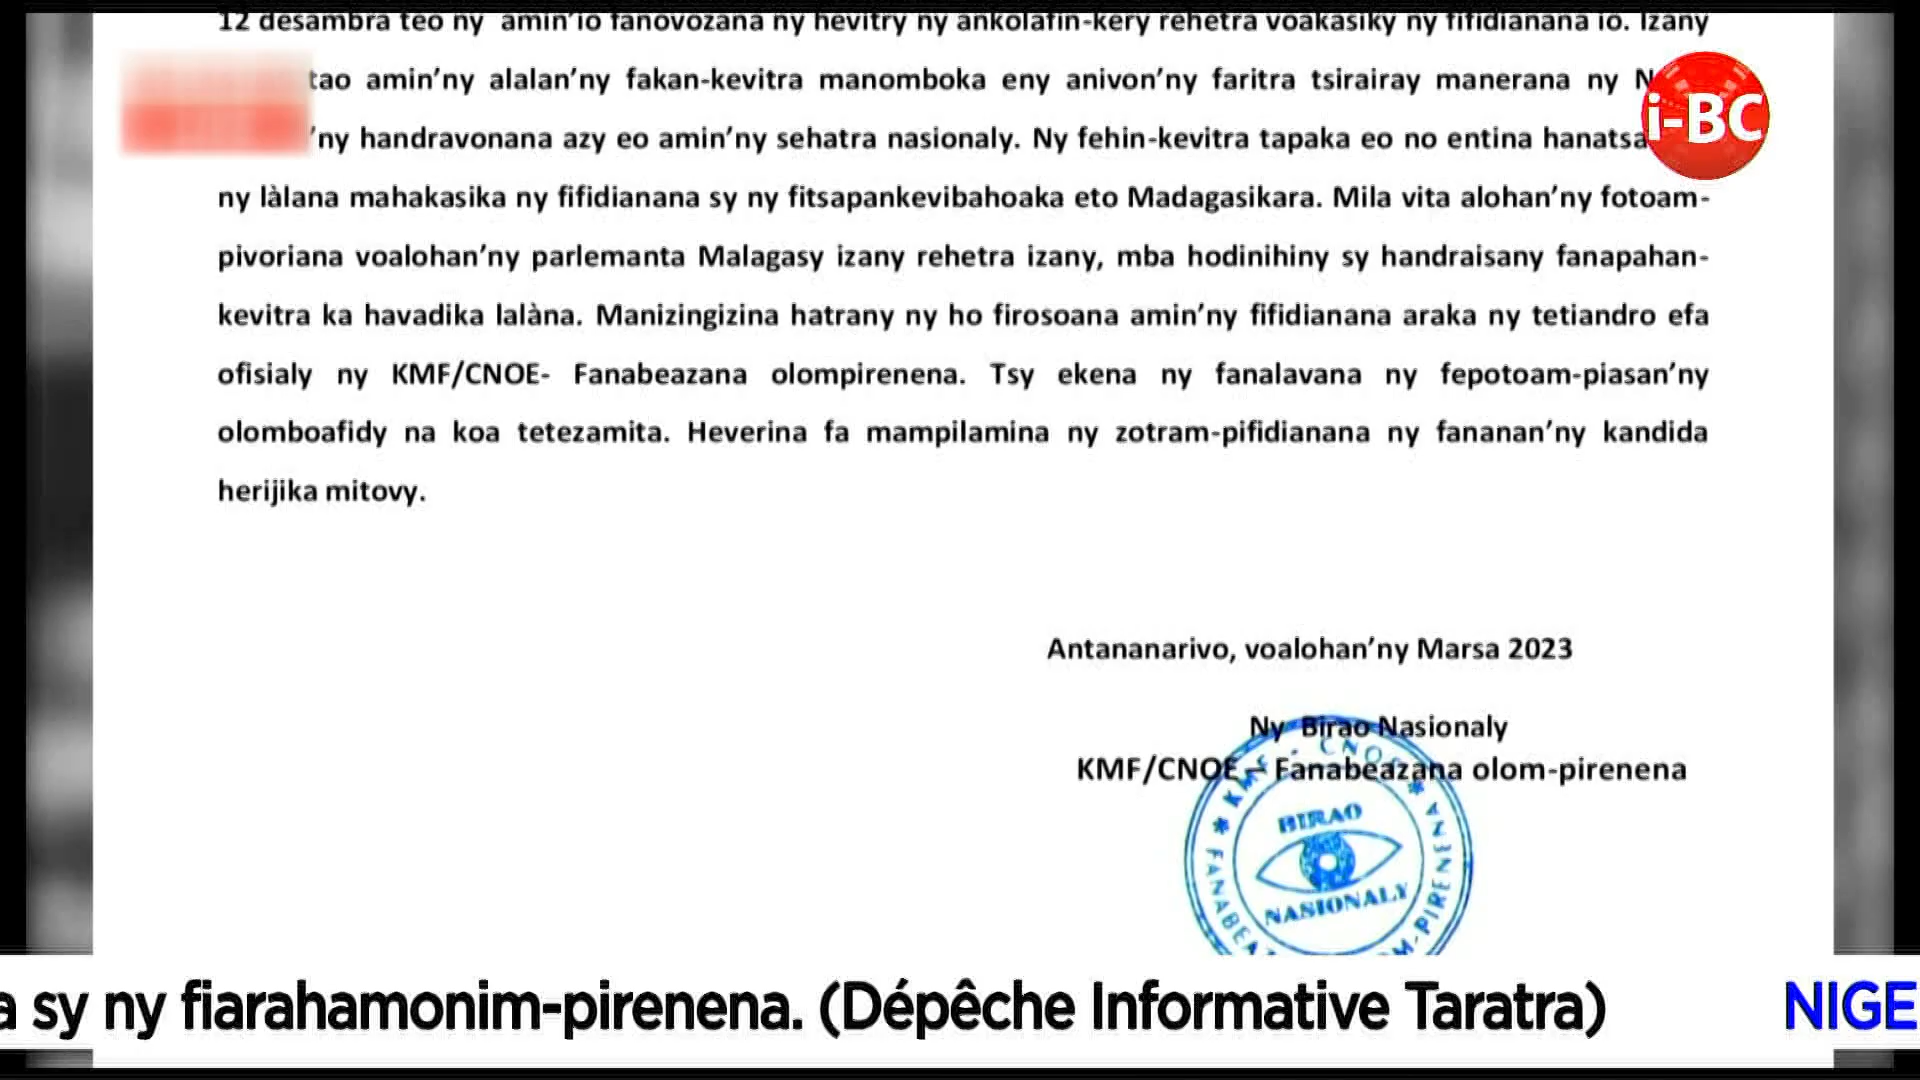 12 desambra teo ny amin'io fanovozana ny hevitry ny ankolafin-kery rehetra voakasiky ny fifidianana io. Izany
tao amin'ny alalan'ny fakan-kevitra manomboka eny anivon'ny faritra tsirairay manerana ny
'ny handravonana azy eo amin'ny sehatra nasionaly. Ny fehin-kevitra tapaka eo no entina
ny làlana mahakasika ny fifidianana sy ny fitsapankevibahoaka eto Madagasikara. Mila vita alohan'ny fotoam-
pivoriana voalohan'ny parlemanta Malagasy izany rehetra izany, mba hodinihiny sy handraisany fanapahan-
kevitra ka havadika lalàna. Manizingizina hatrany ny ho firosoana amin'ny fifidianana araka ny tetiandro efa
ofisialy ny KMF/CNOE- Fanabeazana olompirenena. Tsy ekena ny fanalavana ny fepotoam-piasan'ny
olomboafidy na koa tetezamita. Heverina fa mampilamina ny zotram-pifidianana ny fananan'ny kandida
herijika mitovy.
i-BC
Antananarivo, voalohan'ny Marsa 2023
Ny Birao Nasionaly
KMF/CNOE – Fanabeazana olom-pirenena
KMF - CNOE
BIRAO
NASIONALY
a sy ny fiarahamonim-pirenena. (Dépêche Informative Taratra)
NIGE